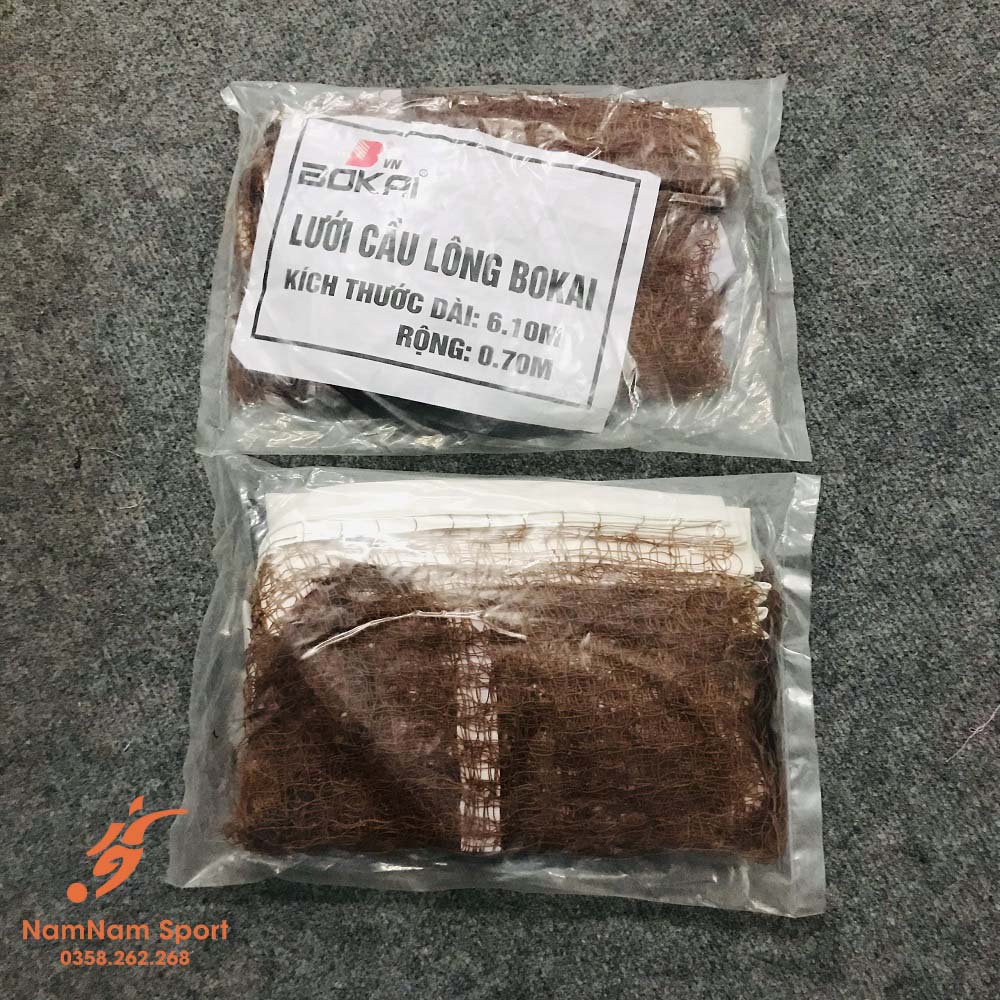 VN
BOKAI®
LƯỚI CẦU LÔNG BOKAI
KÍCH THƯỚC DÀI: 6.10M
RỘNG: 0.70M
NamNam Sport
0358.262.268